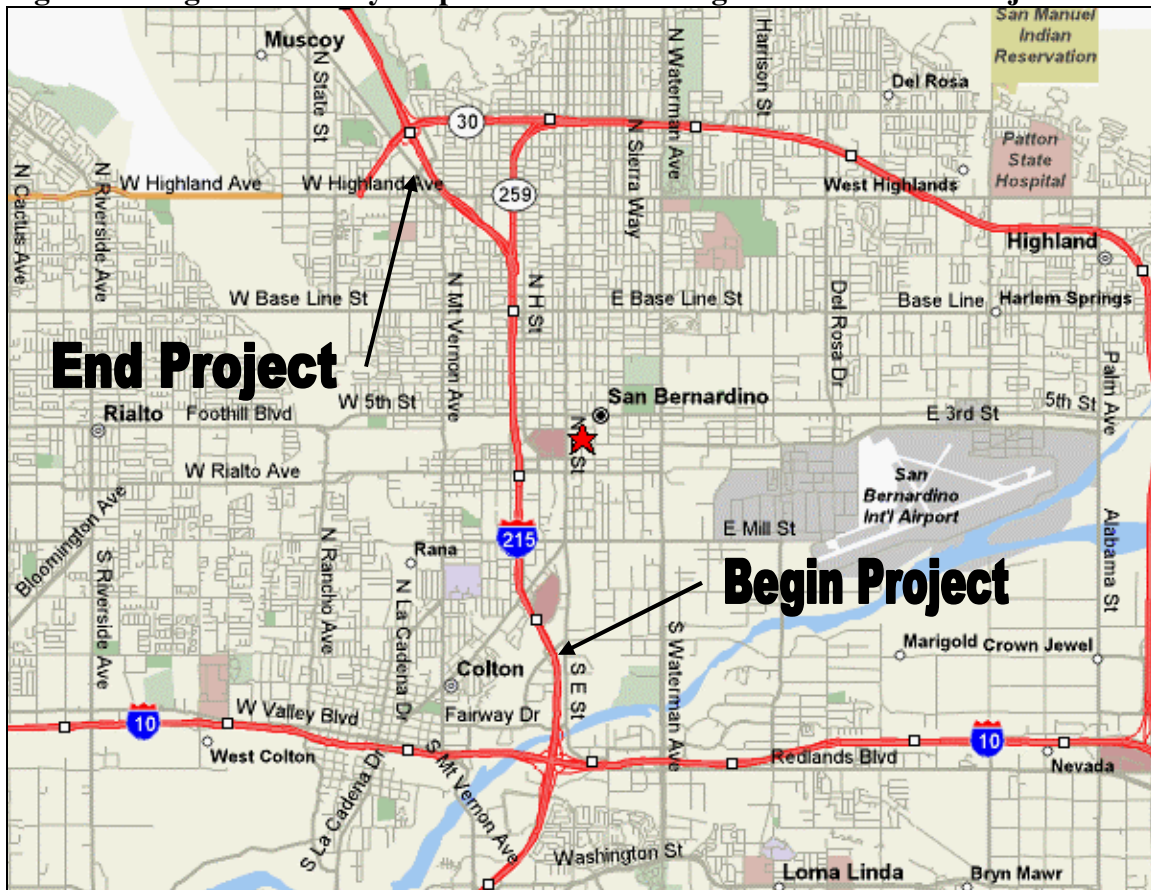 San Manuel
Indian
Reservation
Muscoy
N State St
N Waterman Ave
Harrison St
Del Rosa
30
N Sierra Way
Patton
State
Hospital
N Cactus Ave
N Riverside Ave
W Highland Ave
W Highland Ave
259
West Highlands
Highland
N Mt Vernon Ave
N H St
W Base Line St
E Base Line St
Del Rosa Dr
Base Line
Harlem Springs
End Project
Palm Ave
San Bernardino
W 5th St
Rialto
Foothill Blvd
E 3rd St
5th St
W Rialto Ave
San
Bernardino
Int'l Airport
Bloomington Ave
N Rancho Ave
215
E Mill St
Alabama St
Rana
S Riverside Ave
N La Cadena Dr
Begin Project
S Waterman Ave
Marigold
Crown Jewel
Colton
S E St
W Valley Blvd
Fairway Dr
10
10
West Colton
S Mt Vernon Ave
Redlands Blvd
Nevada
S La Cadena Dr
Washington St
Loma Linda
Bryn Mawr